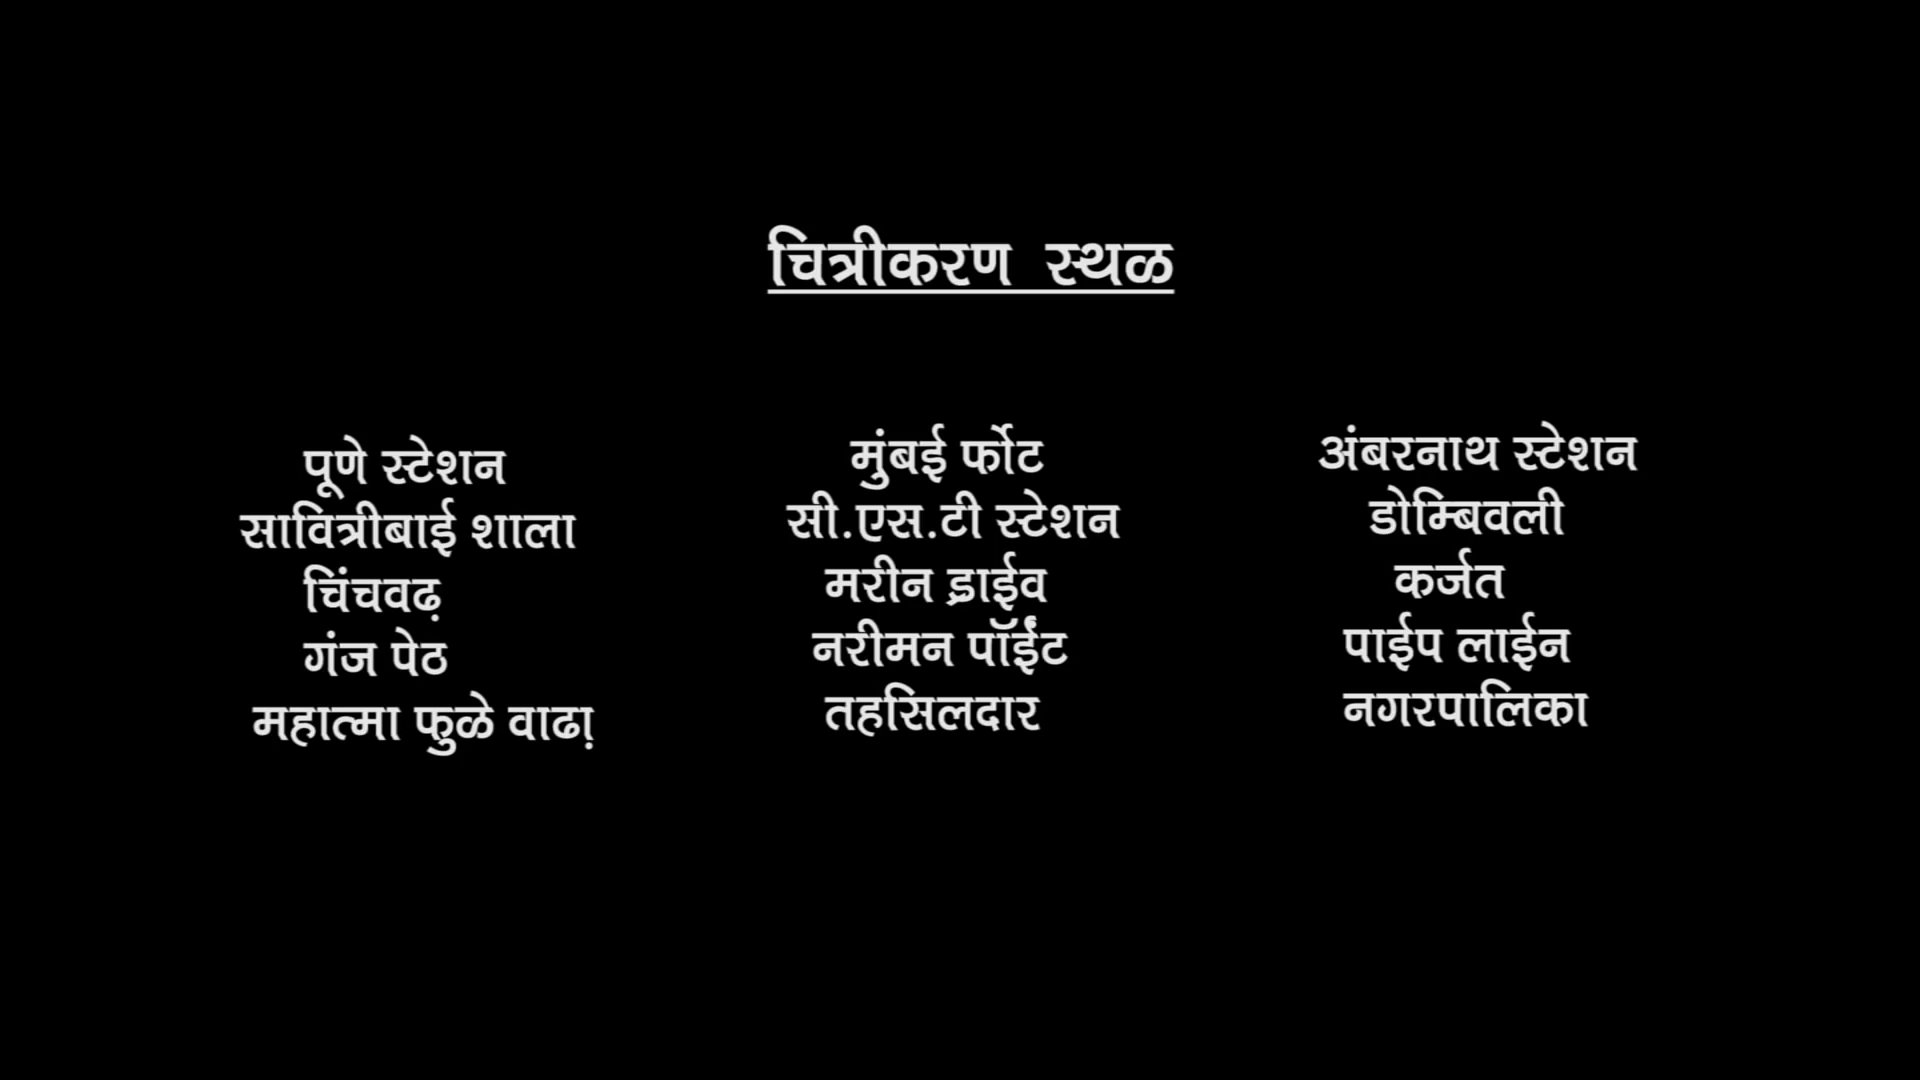 चित्रीकरण स्थळ
पूणे स्टेशन
सावित्रीबाई शाला
चिंचवढ़
गंज पेठ
महात्मा फुळे वाढा़
मुंबई र्फोट
सी.एस.टी स्टेशन
मरीन ड्राईव
नरीमन पॉईंट
तहसिलदार
अंबरनाथ स्टेशन
डोम्बिवली
कर्जत
पाईप लाईन
नगरपालिका